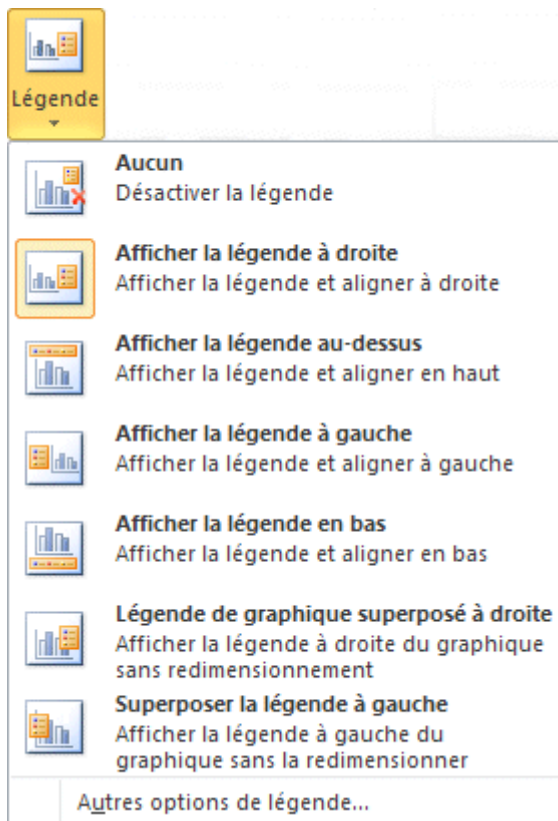 Légende
Aucun
Désactiver la légende
Afficher la légende à droite
Afficher la légende et aligner à droite
Afficher la légende au-dessus
Afficher la légende et aligner en haut
Afficher la légende à gauche
Afficher la légende et aligner à gauche
Afficher la légende en bas
Afficher la légende et aligner en bas
Légende de graphique superposé à droite
Afficher la légende à droite du graphique
sans redimensionnement
Superposer la légende à gauche
Afficher la légende à gauche du
graphique sans la redimensionner
Autres options de légende...